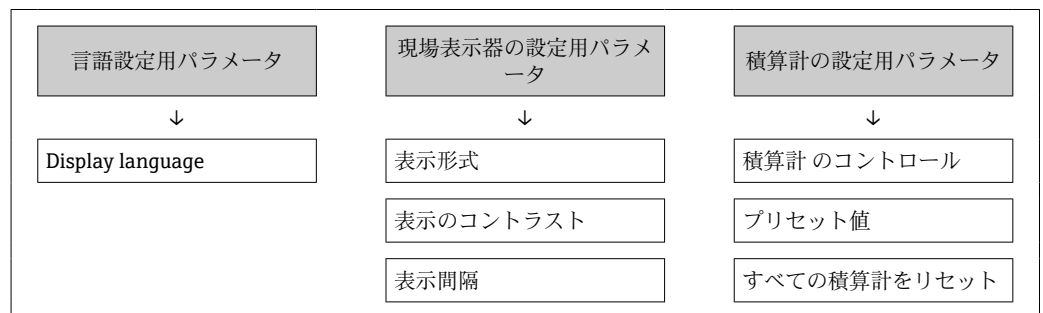 言語設定用パラメータ
↓
Display language
現場表示器の設定用パラメ
ータ
↓
表示形式
表示のコントラスト
表示間隔
積算計の設定用パラメータ
↓
積算計 のコントロール
プリセット値
すべての積算計をリセット